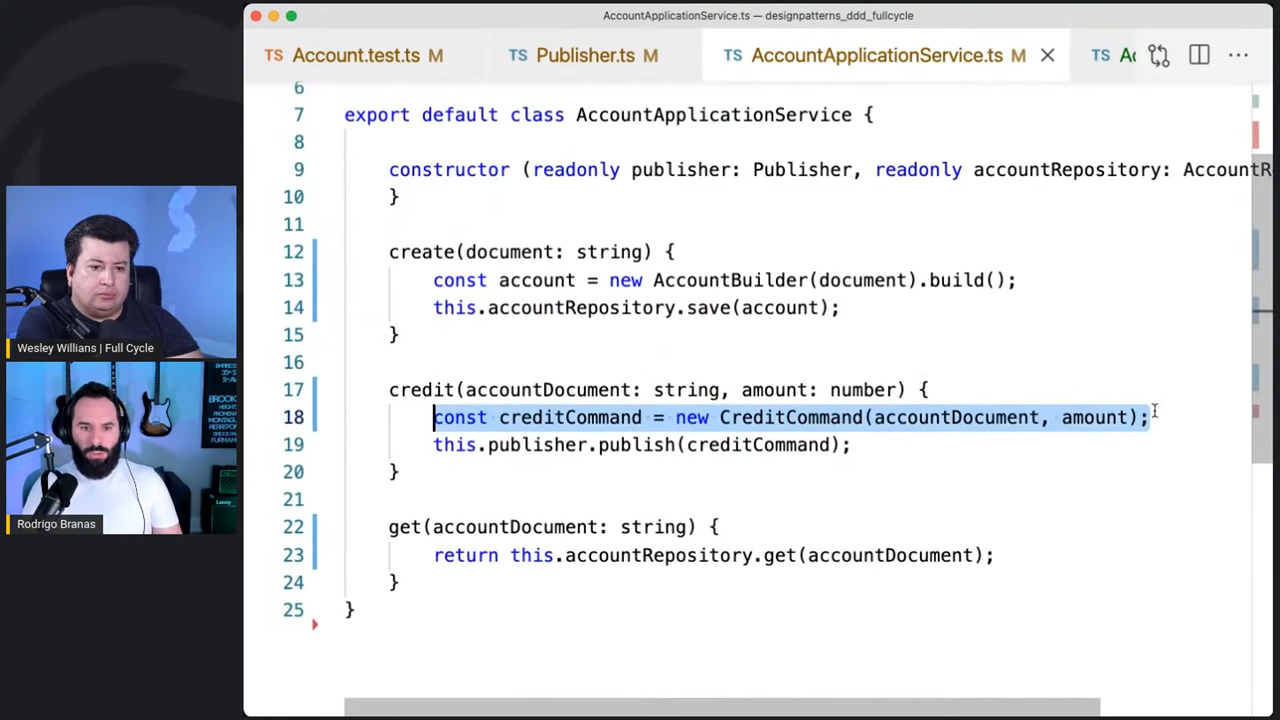 AccountApplicationService.ts — designpatterns_ddd_fullcycle
TS Account.test.ts M
TS Publisher.ts M
TS AccountApplicationService.ts M
TS Ac
6
7 export default class AccountApplicationService {
8
9 constructor (readonly publisher: Publisher, readonly accountRepository: AccountR
10 }
11
12 create(document: string) {
13 const account = new AccountBuilder(document).build();
14 this.accountRepository.save(account);
15 }
16
17 credit(accountDocument: string, amount: number) {
18 const creditCommand = new CreditCommand(accountDocument, amount);
19 this.publisher.publish(creditCommand);
20 }
21
22 get(accountDocument: string) {
23 return this.accountRepository.get(accountDocument);
24 }
25 }
Wesley Willians | Full Cycle
Rodrigo Branas